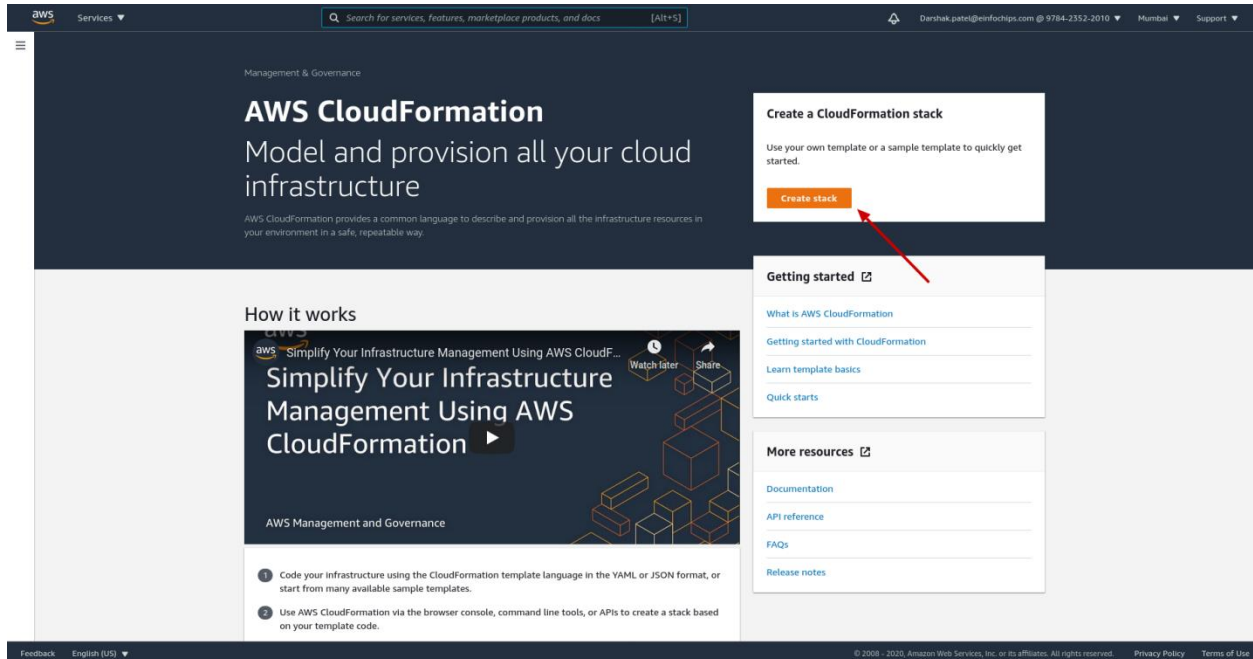 aws
Services ▼
Search for services, features, marketplace products, and docs
[Alt+S]
Darshak.patel@einfochips.com @ 9784-2352-2010 ▼
Mumbai ▼
Support ▼
Management & Governance
AWS CloudFormation
Model and provision all your cloud
infrastructure
AWS CloudFormation provides a common language to describe and provision all the infrastructure resources in
your environment in a safe, repeatable way.
Create a CloudFormation stack
Use your own template or a sample template to quickly get
started.
Create stack
Getting started
What is AWS CloudFormation
Getting started with CloudFormation
Learn template basics
Quick starts
How it works
aws
aws
Simplify Your Infrastructure Management Using AWS CloudF...
Watch later
Share
Simplify Your Infrastructure
Management Using AWS
CloudFormation
AWS Management and Governance
More resources
Documentation
API reference
FAQs
Release notes
1 Code your infrastructure using the CloudFormation template language in the YAML or JSON format, or
start from many available sample templates.
2 Use AWS CloudFormation via the browser console, command line tools, or APIs to create a stack based
on your template code.
Feedback
English (US) ▼
© 2008 - 2020, Amazon Web Services, Inc. or its affiliates. All rights reserved.
Privacy Policy
Terms of Use